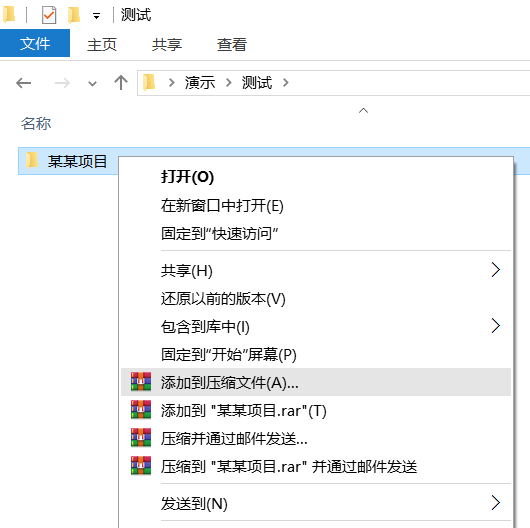 测试
文件 主页 共享 查看
演示 测试
名称
某某项目
打开(O)
在新窗口中打开(E)
固定到“快速访问”
共享(H)
还原以前的版本(V)
包含到库中(I)
固定到“开始”屏幕(P)
添加到压缩文件(A)...
添加到 "某某项目.rar"(T)
压缩并通过邮件发送...
压缩到 "某某项目.rar" 并通过邮件发送
发送到(N)